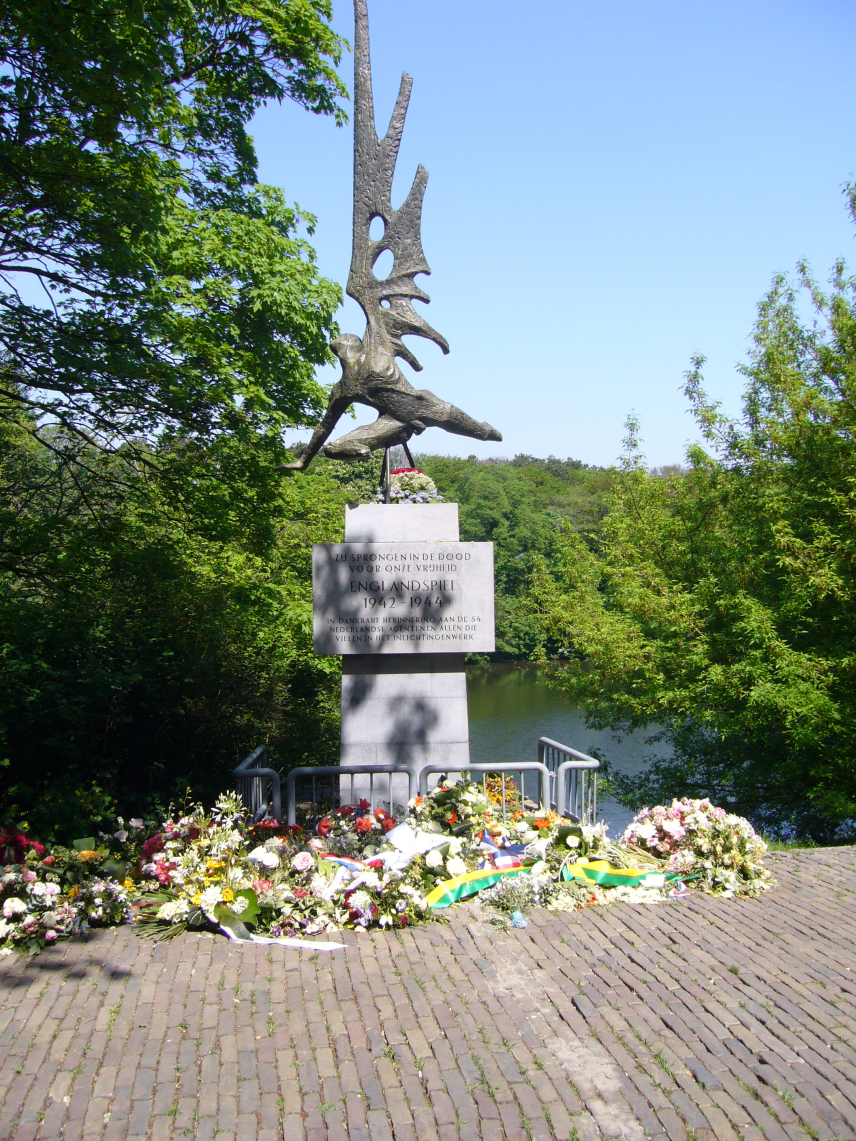 ZIJ SPRONGEN IN DE DOOD
VOOR ONZE VRIJHEID
ENGLANDSPIEL
1942-1944
IN DANKBARE HERINNERING AAN DE 54
NEDERLANDSE AGENTEN EN ALLEN DIE
VIELEN IN HET INLICHTINGENWERK